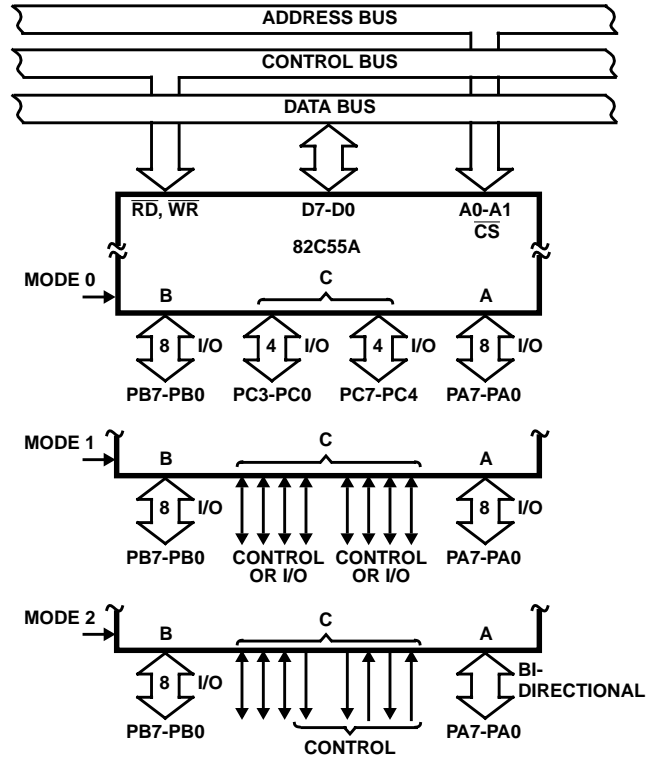 ADDRESS BUS
CONTROL BUS
DATA BUS
RD, WR D7-D0 A0-A1
CS
82C55A
MODE 0
B C A
8 I/O 4 I/O 4 I/O 8 I/O
PB7-PB0 PC3-PC0 PC7-PC4 PA7-PA0
MODE 1
B C A
8 I/O 8 I/O
PB7-PB0 CONTROL OR I/O CONTROL OR I/O PA7-PA0
MODE 2
B C A
8 I/O BI-
DIRECTIONAL
PB7-PB0 CONTROL PA7-PA0